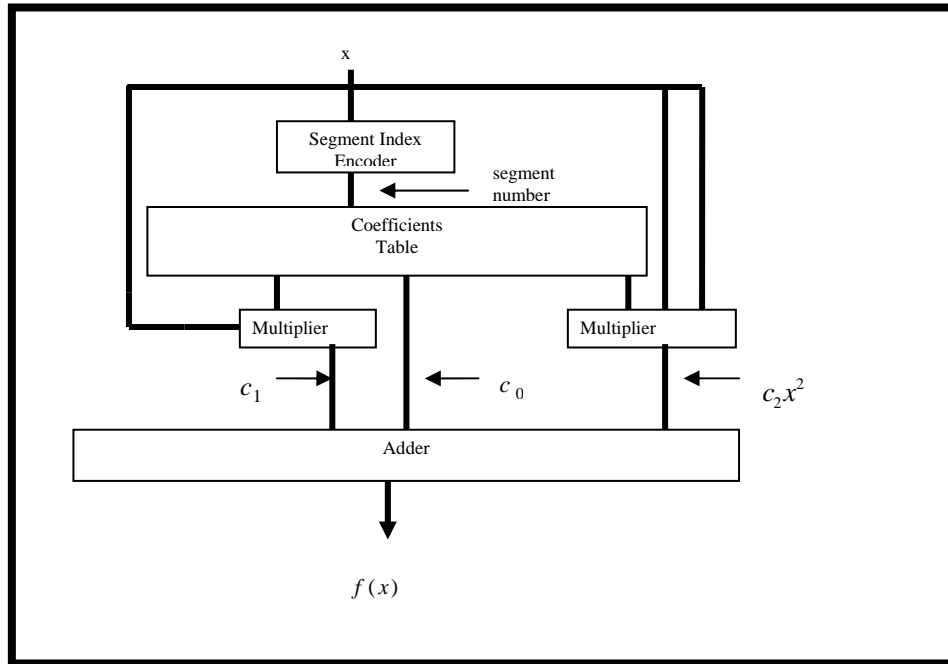 x
Segment Index
Encoder
segment
number
Coefficients
Table
Multiplier
Multiplier
c₁
c₀
c₂x²
Adder
f(x)